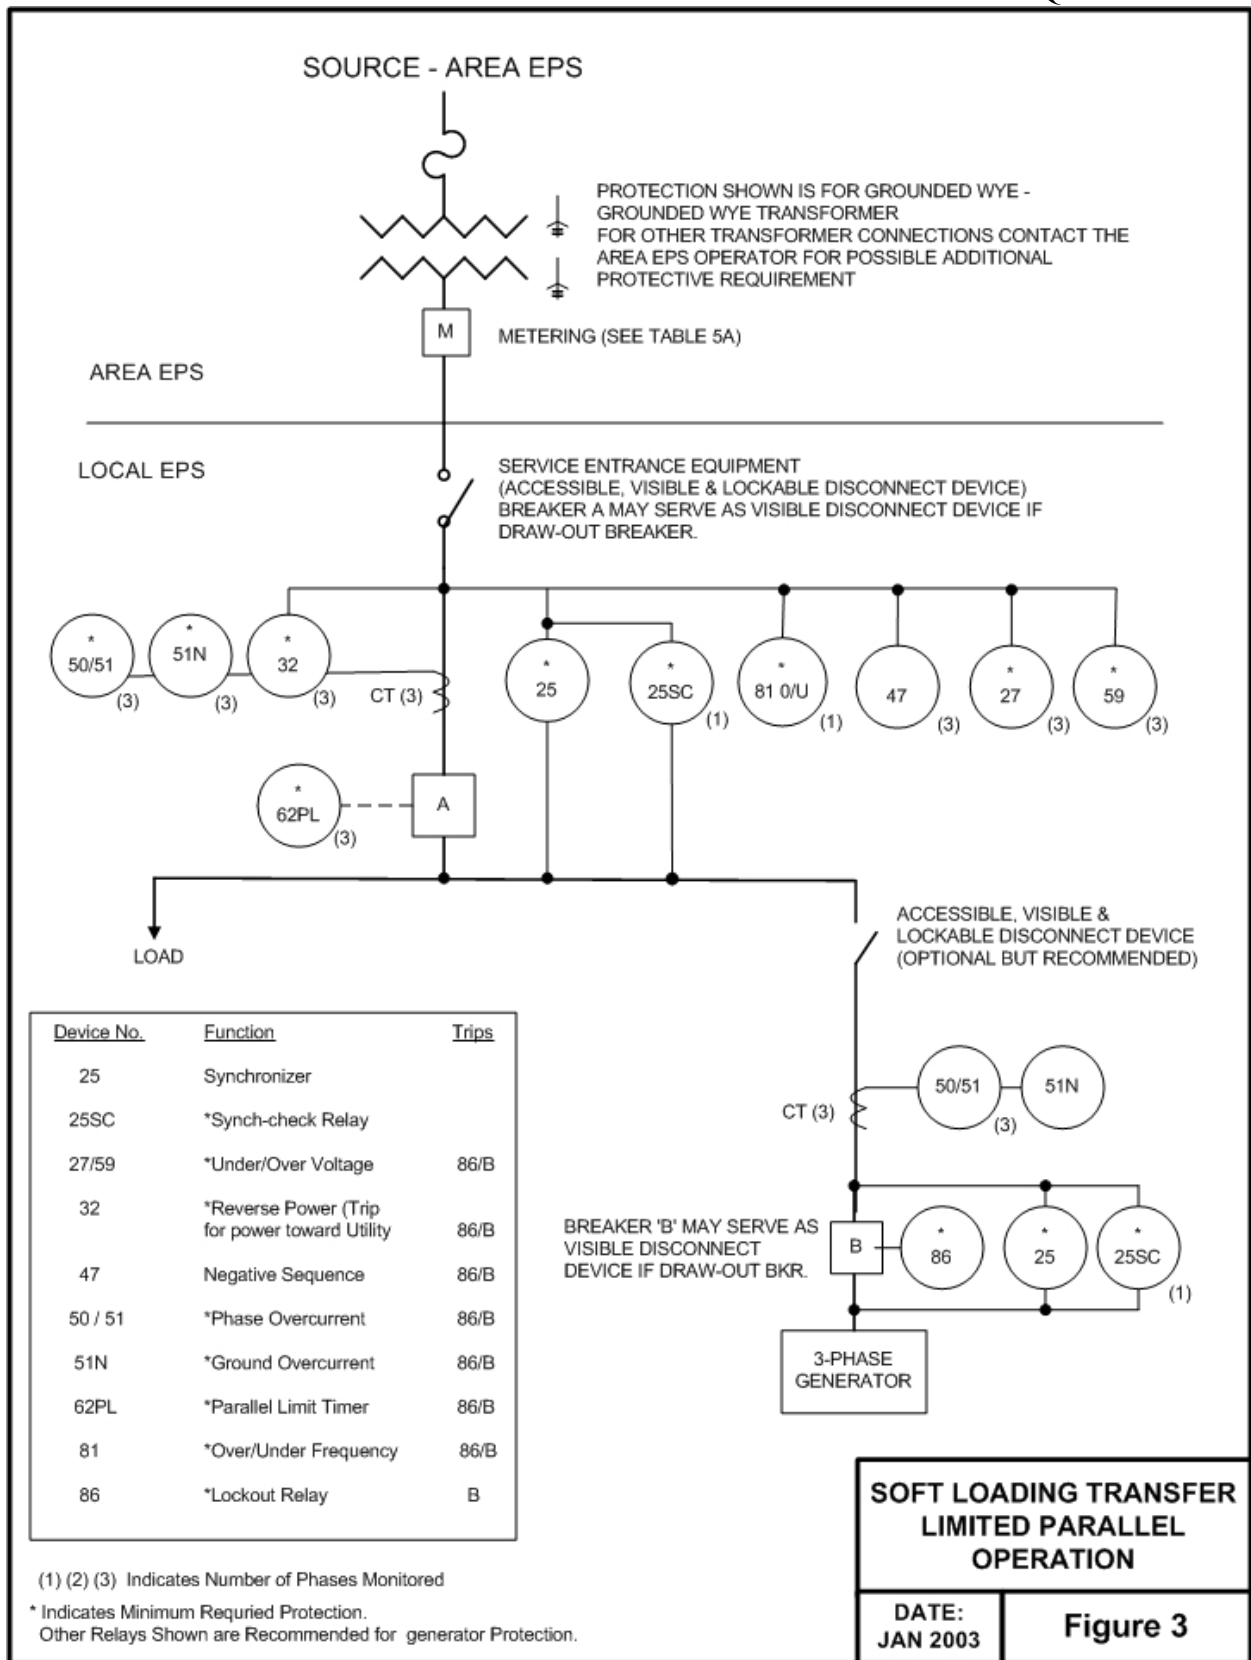 SOURCE - AREA EPS
PROTECTION SHOWN IS FOR GROUNDED WYE -
GROUNDED WYE TRANSFORMER
FOR OTHER TRANSFORMER CONNECTIONS CONTACT THE
AREA EPS OPERATOR FOR POSSIBLE ADDITIONAL
PROTECTIVE REQUIREMENT
M
METERING (SEE TABLE 5A)
AREA EPS
LOCAL EPS
SERVICE ENTRANCE EQUIPMENT
(ACCESSIBLE, VISIBLE & LOCKABLE DISCONNECT DEVICE)
BREAKER A MAY SERVE AS VISIBLE DISCONNECT DEVICE IF
DRAW-OUT BREAKER.
*
50/51
(3)
*
51N
(3)
*
32
(3)
CT (3)
*
25
*
25SC
(1)
*
81 0/U
(1)
47
(3)
*
27
(3)
*
59
(3)
*
62PL
(3)
A
LOAD
ACCESSIBLE, VISIBLE &
LOCKABLE DISCONNECT DEVICE
(OPTIONAL BUT RECOMMENDED)
CT (3)
50/51
(3)
51N
BREAKER 'B' MAY SERVE AS
VISIBLE DISCONNECT
DEVICE IF DRAW-OUT BKR.
B
*
86
*
25
*
25SC
(1)
3-PHASE
GENERATOR
Device No. Function Trips
25 Synchronizer
25SC *Synch-check Relay
27/59 *Under/Over Voltage 86/B
32 *Reverse Power (Trip
for power toward Utility 86/B
47 Negative Sequence 86/B
50 / 51 *Phase Overcurrent 86/B
51N *Ground Overcurrent 86/B
62PL *Parallel Limit Timer 86/B
81 *Over/Under Frequency 86/B
86 *Lockout Relay B
(1) (2) (3) Indicates Number of Phases Monitored
* Indicates Minimum Requried Protection.
Other Relays Shown are Recommended for generator Protection.
SOFT LOADING TRANSFER
LIMITED PARALLEL
OPERATION
DATE:
JAN 2003
Figure 3